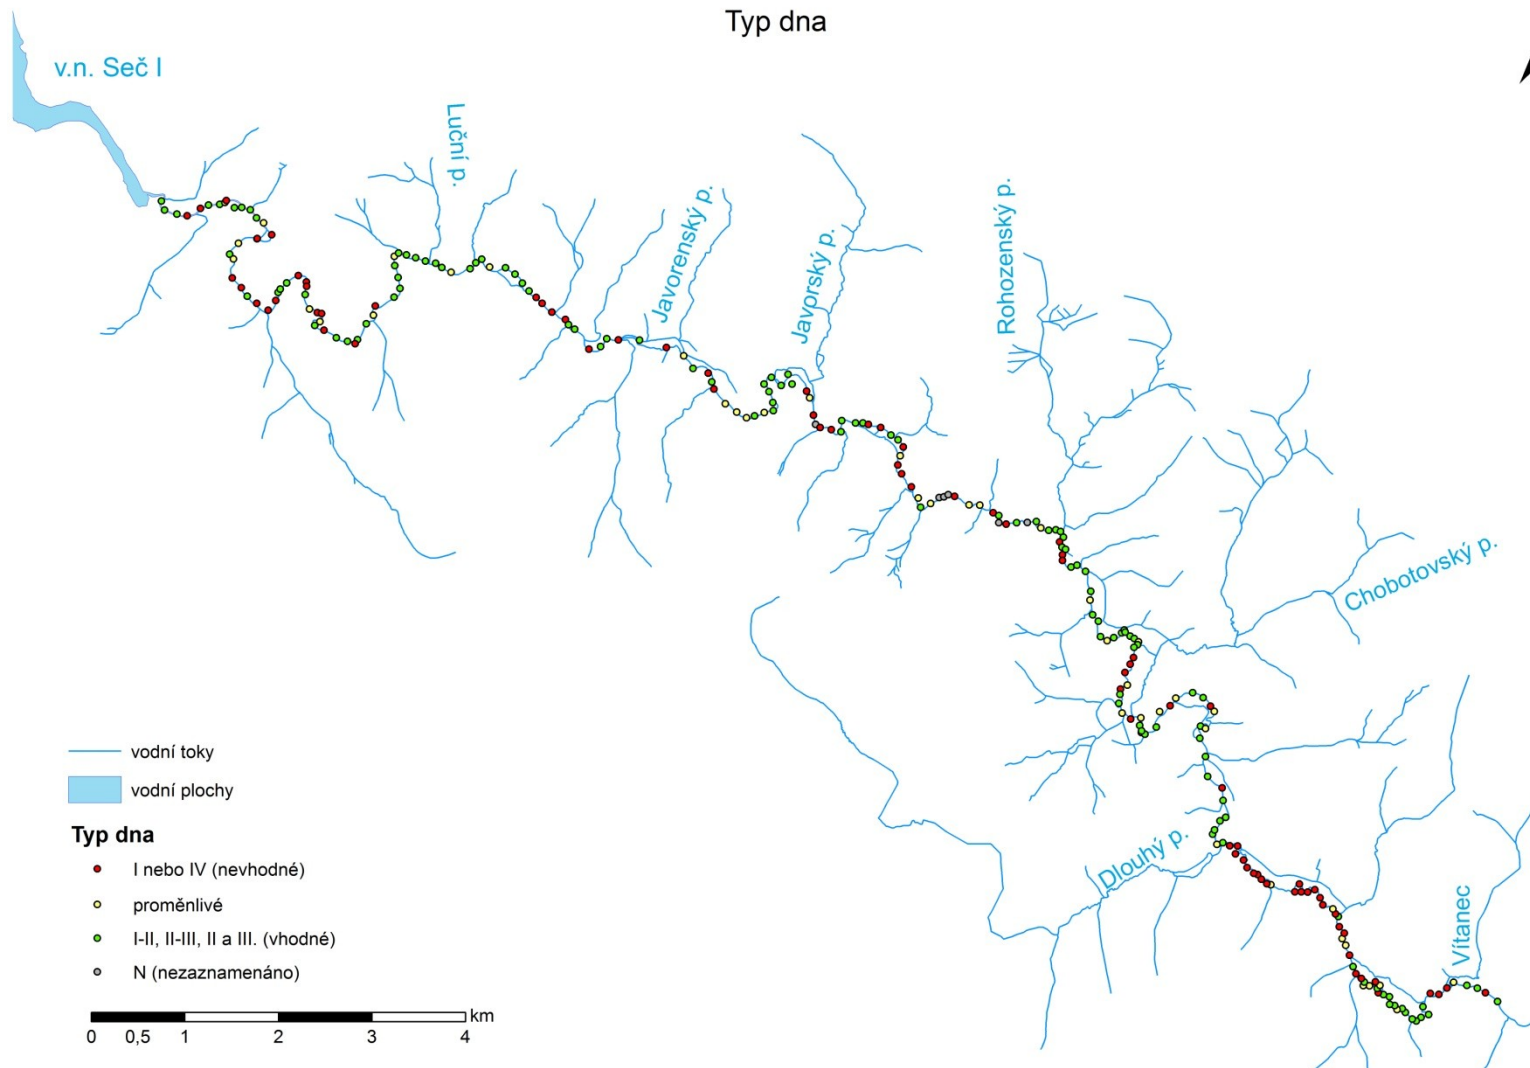 Typ dna
v.n. Seč I
Luční p.
Javorenský p.
Javorský p.
Rohozenský p.
Chobotovský p.
Dlouhý p.
Vítanec
vodní toky
vodní plochy
Typ dna
I nebo IV (nevhodné)
proměnlivé
I-II, II-III, II a III. (vhodné)
N (nezaznamenáno)
km
0 0,5 1 2 3 4